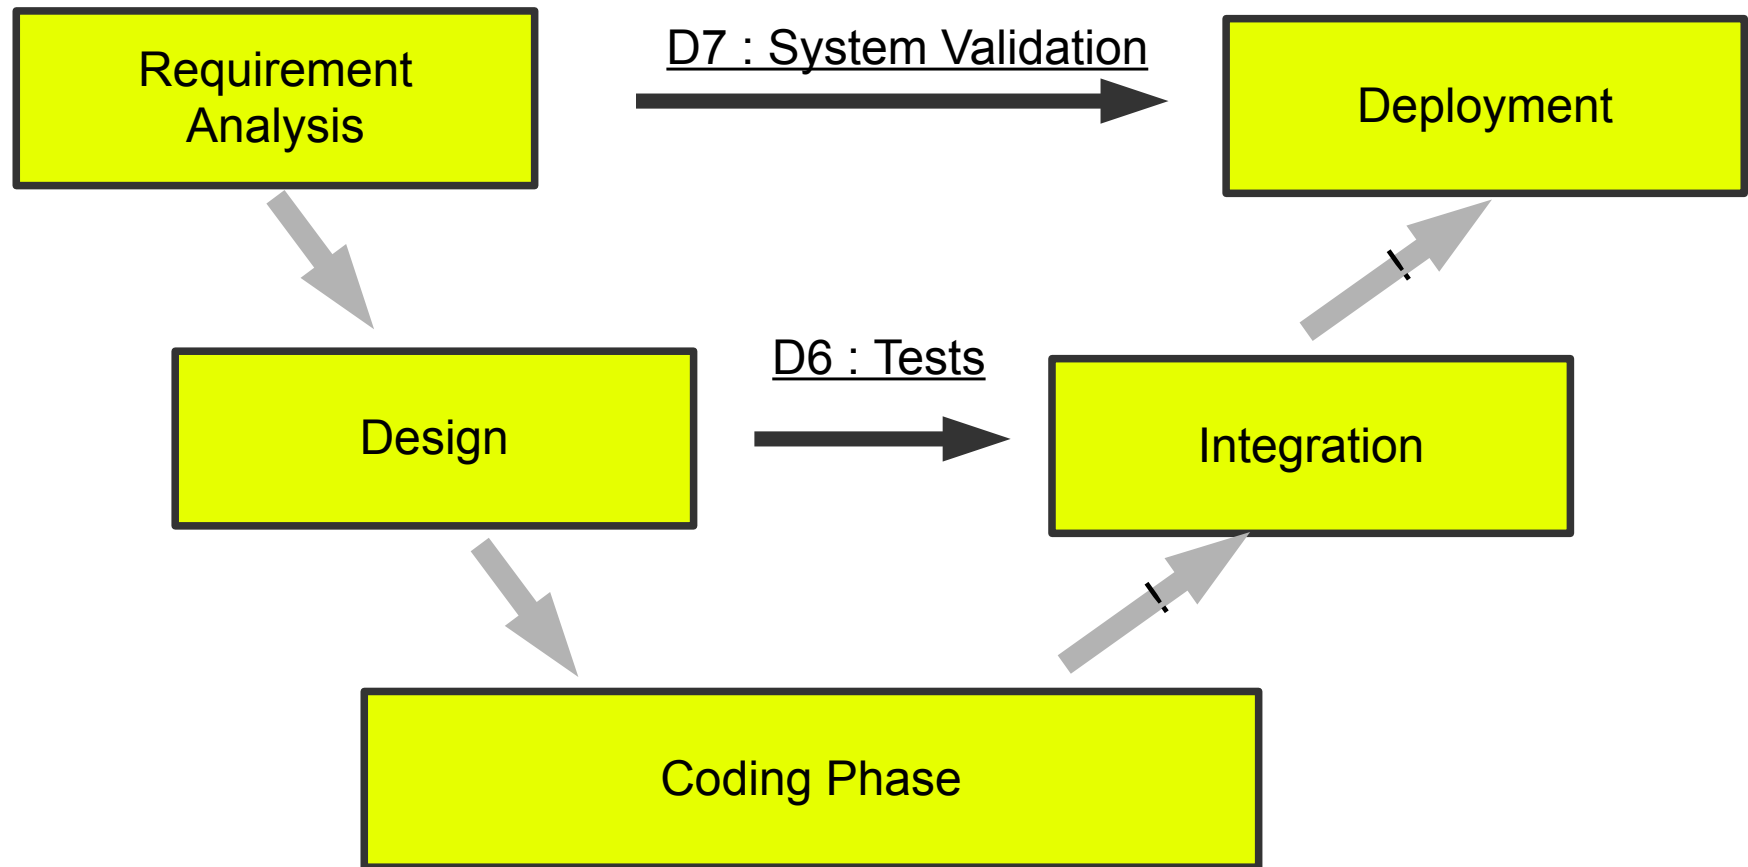 Requirement
Analysis
D7 : System Validation
Deployment
D6 : Tests
Design
Integration
Coding Phase